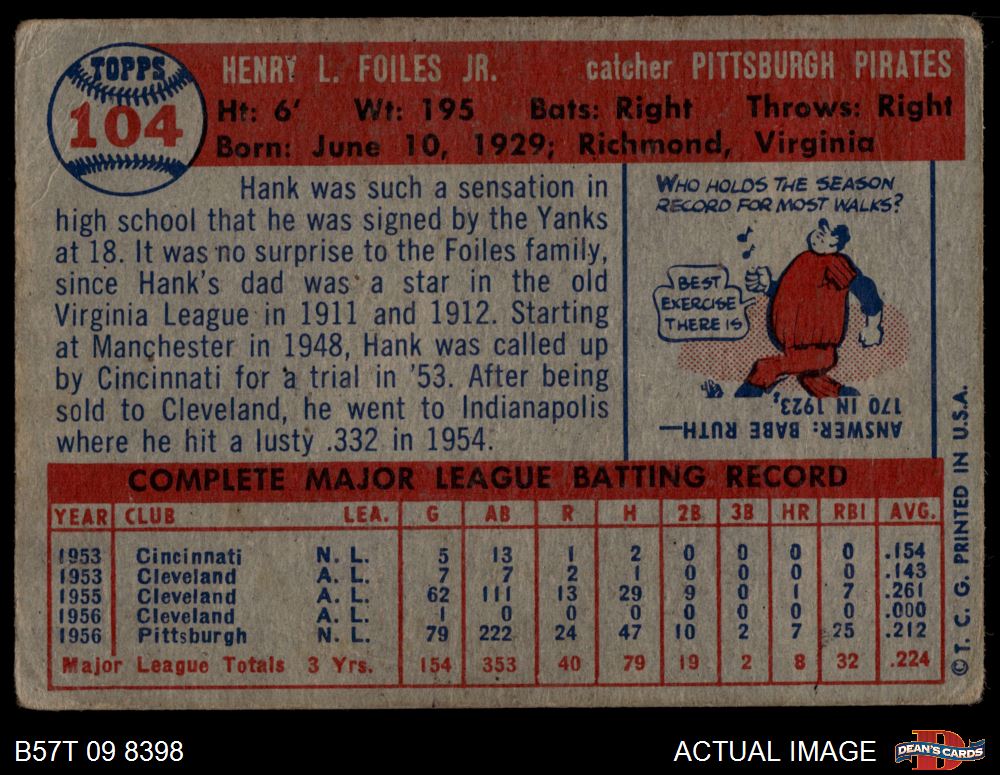 TOPPS
104
HENRY L. FOILES JR. catcher PITTSBURGH PIRATES
Ht: 6' Wt: 195 Bats: Right Throws: Right
Born: June 10, 1929; Richmond, Virginia
Hank was such a sensation in
high school that he was signed by the Yanks
at 18. It was no surprise to the Foiles family,
since Hank's dad was a star in the old
Virginia League in 1911 and 1912. Starting
at Manchester in 1948, Hank was called up
by Cincinnati for a trial in '53. After being
sold to Cleveland, he went to Indianapolis
where he hit a lusty .332 in 1954.
WHO HOLDS THE SEASON
RECORD FOR MOST WALKS?
BEST
EXERCISE
THERE IS
ANSWER: BABE RUTH—
170 IN 1923,
COMPLETE MAJOR LEAGUE BATTING RECORD
YEAR CLUB LEA. G AB R H 2B 3B HR RBI AVG.
1953 Cincinnati N. L. 5 13 1 2 0 0 0 0 .154
1953 Cleveland A. L. 7 7 2 1 0 0 0 0 .143
1955 Cleveland A. L. 62 111 13 29 9 0 1 7 .261
1956 Cleveland A. L. 1 0 0 0 0 0 0 0 .000
1956 Pittsburgh N. L. 79 222 24 47 10 2 7 25 .212
Major League Totals 3 Yrs. 154 353 40 79 19 2 8 32 .224
© T. C. G. PRINTED IN U.S.A.
B57T 09 8398
ACTUAL IMAGE
DEAN'S CARDS